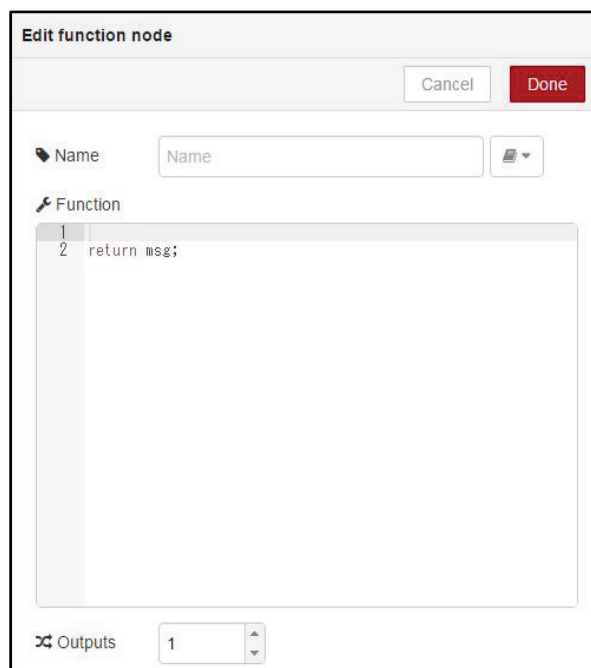 Edit function node
Cancel Done
Name Name
Function
1
2 return msg;
Outputs 1